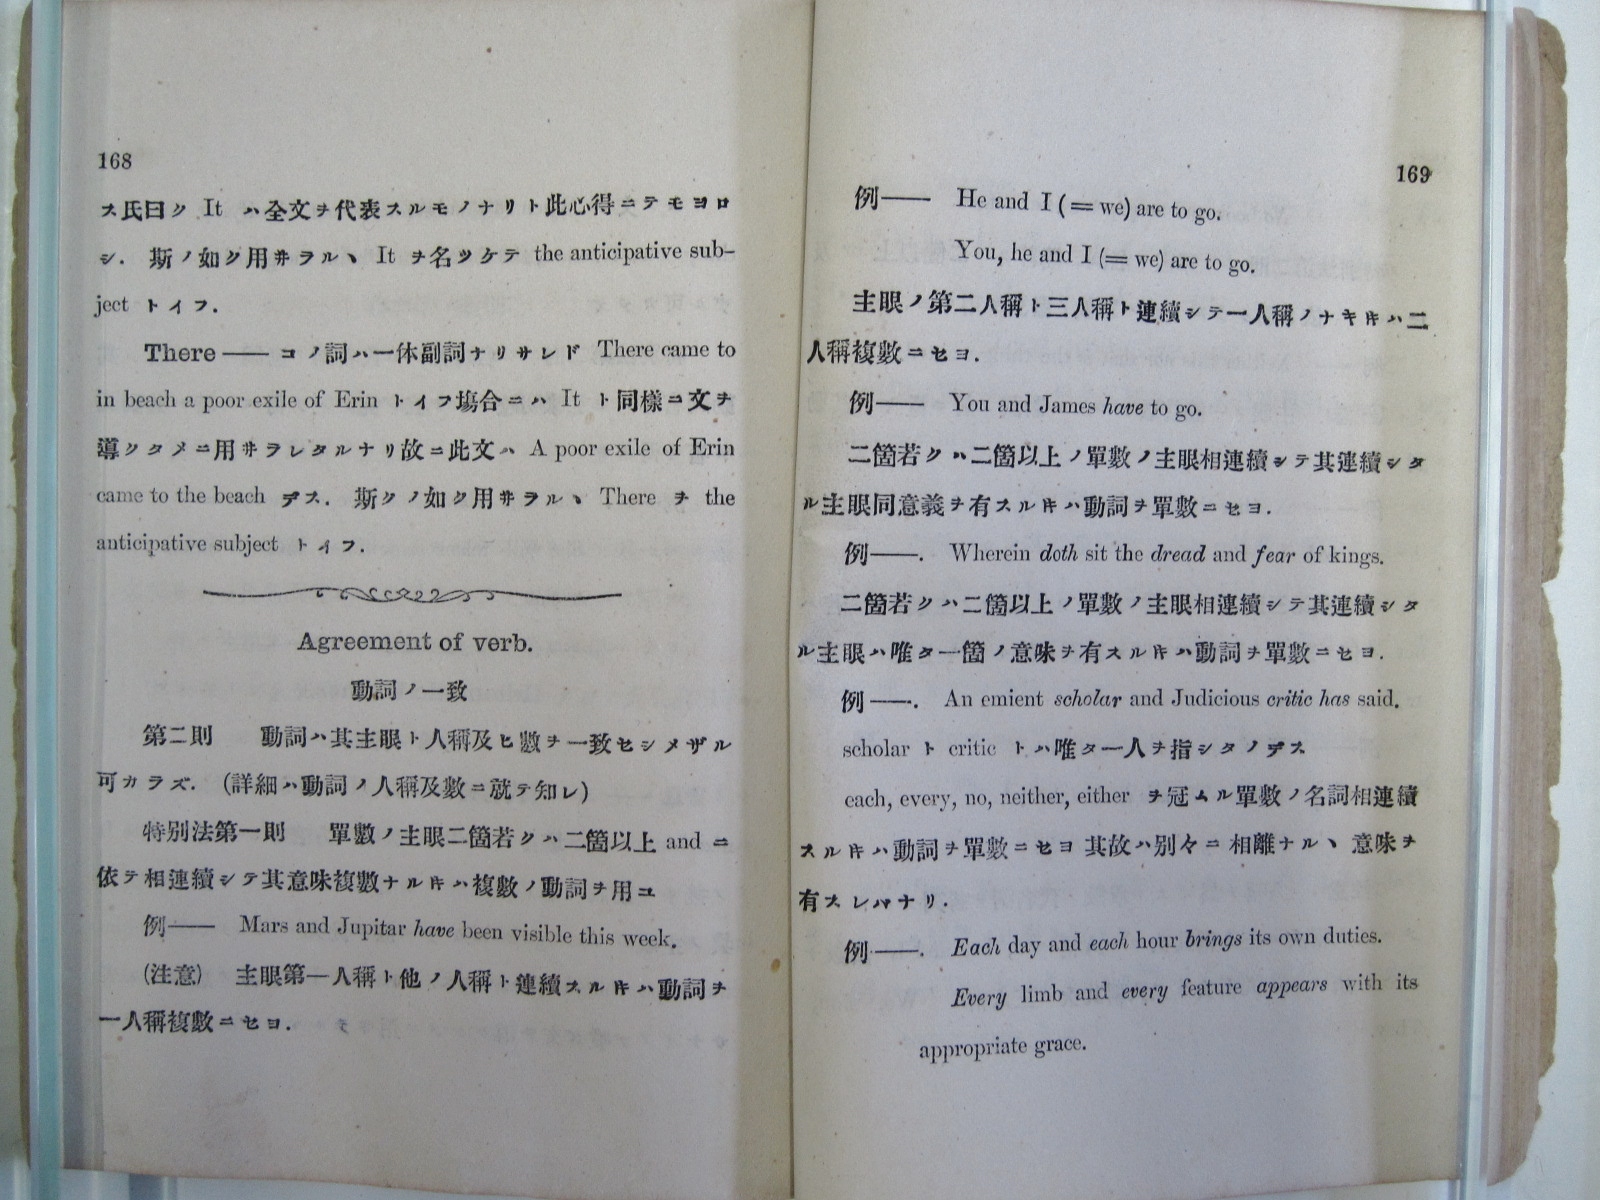 168
ス氏曰ク It ハ全文ヲ代表スルモノナリト此心得ニテモヨロ
シ. 斯ノ如ク用井ラル丶 It ヲ名ツケテ the anticipative sub-
ject トイフ.
There —— コノ詞ハ一体副詞ナリサレド There came to
in beach a poor exile of Erin トイフ塲合ニハ It ト同樣ニ文ヲ
導クタメニ用井ラレタルナリ故ニ此文ハ A poor exile of Erin
came to the beach デス. 斯クノ如ク用井ラル丶 There ヲ the
anticipative subject トイフ.
Agreement of verb.
動詞ノ一致
第二則 動詞ハ其主眼ト人稱及ヒ數ヲ一致セシメザル
可カラズ. (詳細ハ動詞ノ人稱及數ニ就テ知レ)
特別法第一則 單數ノ主眼二箇若クハ二箇以上 and ニ
依テ相連續シテ其意味複數ナルヰハ複數ノ動詞ヲ用ユ
例—— Mars and Jupitar have been visible this week.
(注意) 主眼第一人稱ト他ノ人稱ト連續スルヰハ動詞ヲ
一人稱複數ニセヨ.
169
例—— He and I (= we) are to go.
You, he and I (= we) are to go.
主眼ノ第二人稱ト三人稱ト連續シテ一人稱ノナキヰハ二
人稱複數ニセヨ.
例—— You and James have to go.
二箇若クハ二箇以上ノ單數ノ主眼相連續シテ其連續シタ
ル主眼同意義ヲ有スルヰハ動詞ヲ單數ニセヨ.
例——. Wherein doth sit the dread and fear of kings.
二箇若クハ二箇以上ノ單數ノ主眼相連續シテ其連續シタ
ル主眼ハ唯タ一箇ノ意味ヲ有スルヰハ動詞ヲ單數ニセヨ.
例——. An emient scholar and Judicious critic has said.
scholar ト critic トハ唯タ一人ヲ指シタノデス
each, every, no, neither, either ヲ冠ムル單數ノ名詞相連續
スルヰハ動詞ヲ單數ニセヨ其故ハ別々ニ相離ナル丶意味ヲ
有スレバナリ.
例——. Each day and each hour brings its own duties.
Every limb and every feature appears with its
appropriate grace.